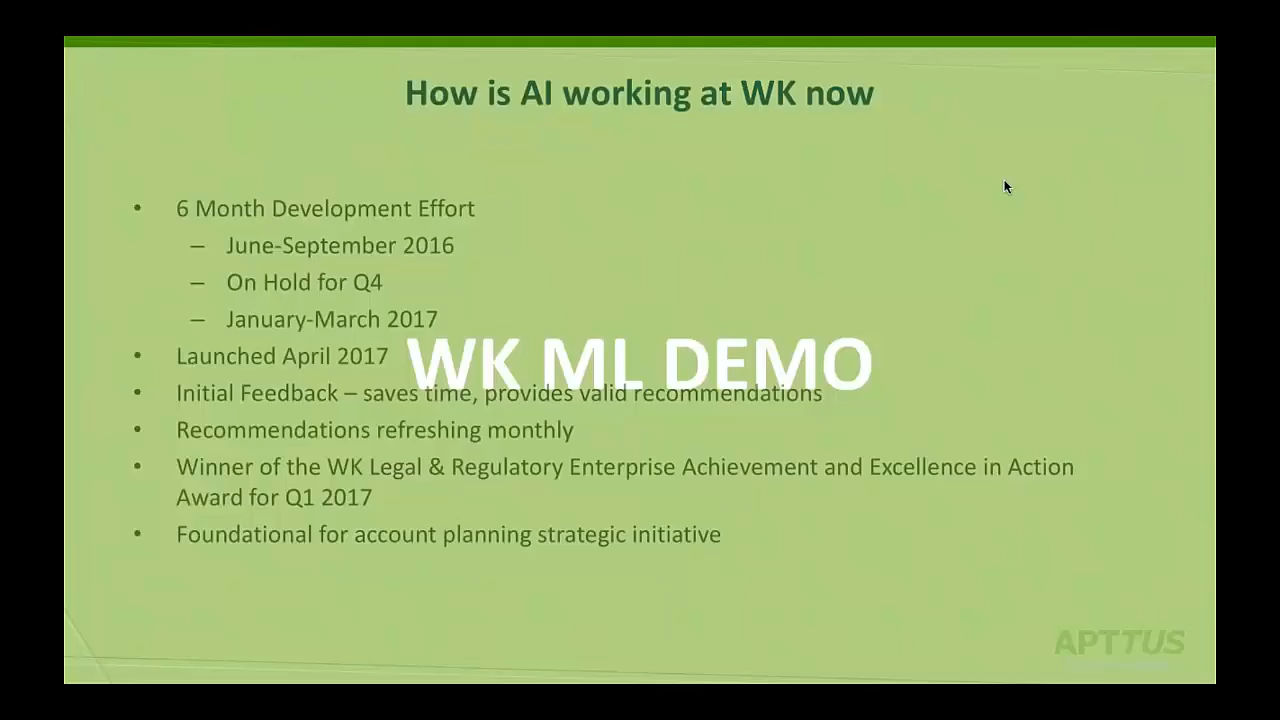 How is AI working at WK now
• 6 Month Development Effort
– June-September 2016
– On Hold for Q4
– January-March 2017
• Launched April 2017
WK ML DEMO
• Initial Feedback – saves time, provides valid recommendations
• Recommendations refreshing monthly
• Winner of the WK Legal & Regulatory Enterprise Achievement and Excellence in Action
Award for Q1 2017
• Foundational for account planning strategic initiative
APTTUS